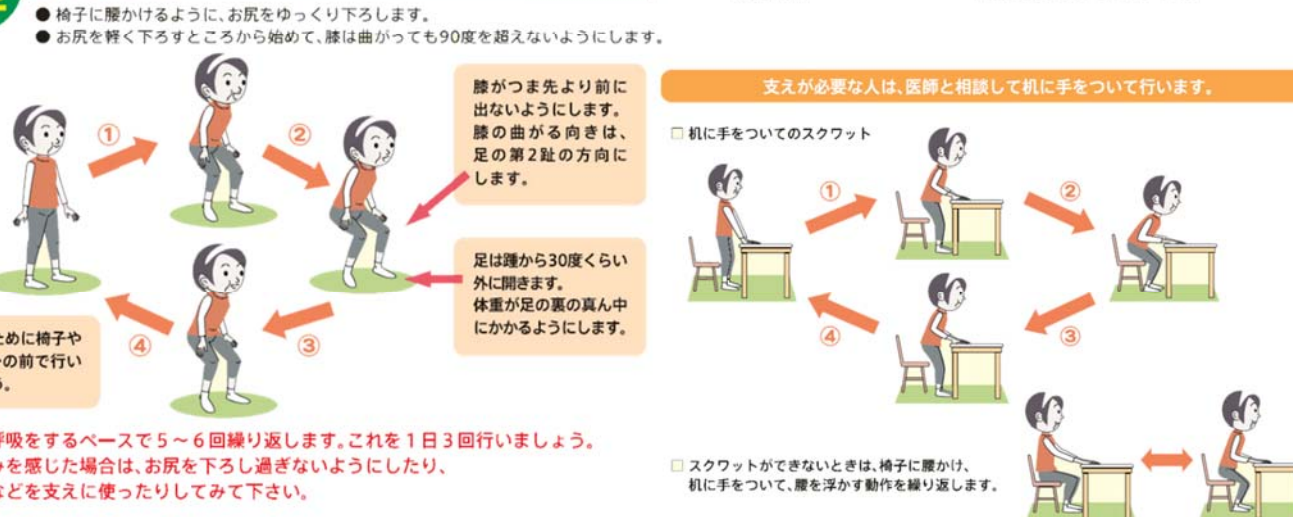 ● 椅子に腰かけるように、お尻をゆっくり下ろします。
● お尻を軽く下ろすところから始めて、膝は曲がっても90度を超えないようにします。
①
②
③
④
膝がつま先より前に
出ないようにします。
膝の曲がる向きは、
足の第2趾の方向に
します。
足は踵から30度くらい
外に開きます。
体重が足の裏の真ん中
にかかるようにします。
ために椅子や
の前で行い
呼吸をするペースで5～6回繰り返します。これを1日3回行いましょう。
みを感じた場合は、お尻を下ろし過ぎないようにしたり、
などを支えに使ったりしてみて下さい。
支えが必要な人は、医師と相談して机に手をついて行います。
□ 机に手をついてのスクワット
①
②
③
④
□ スクワットができないときは、椅子に腰かけ、
机に手をついて、腰を浮かす動作を繰り返します。